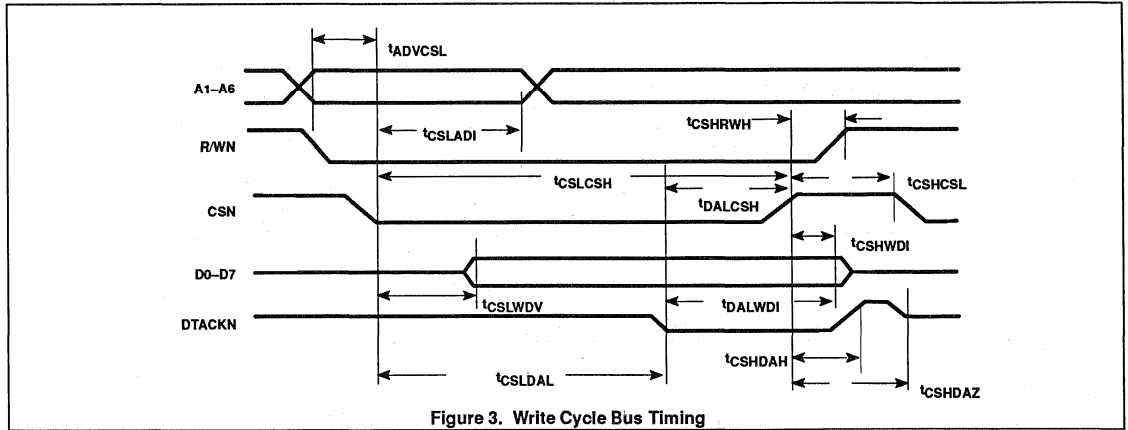 tADVCSL
A1–A6
tCSHRWH
tCSLADI
R/WN
tCSLCSH
tCSHCSL
tDALCSH
CSN
tCSHWDI
D0–D7
tCSLWDV
tDALWDI
DTACKN
tCSHDAH
tCSLDAL
tCSHDAZ
Figure 3. Write Cycle Bus Timing